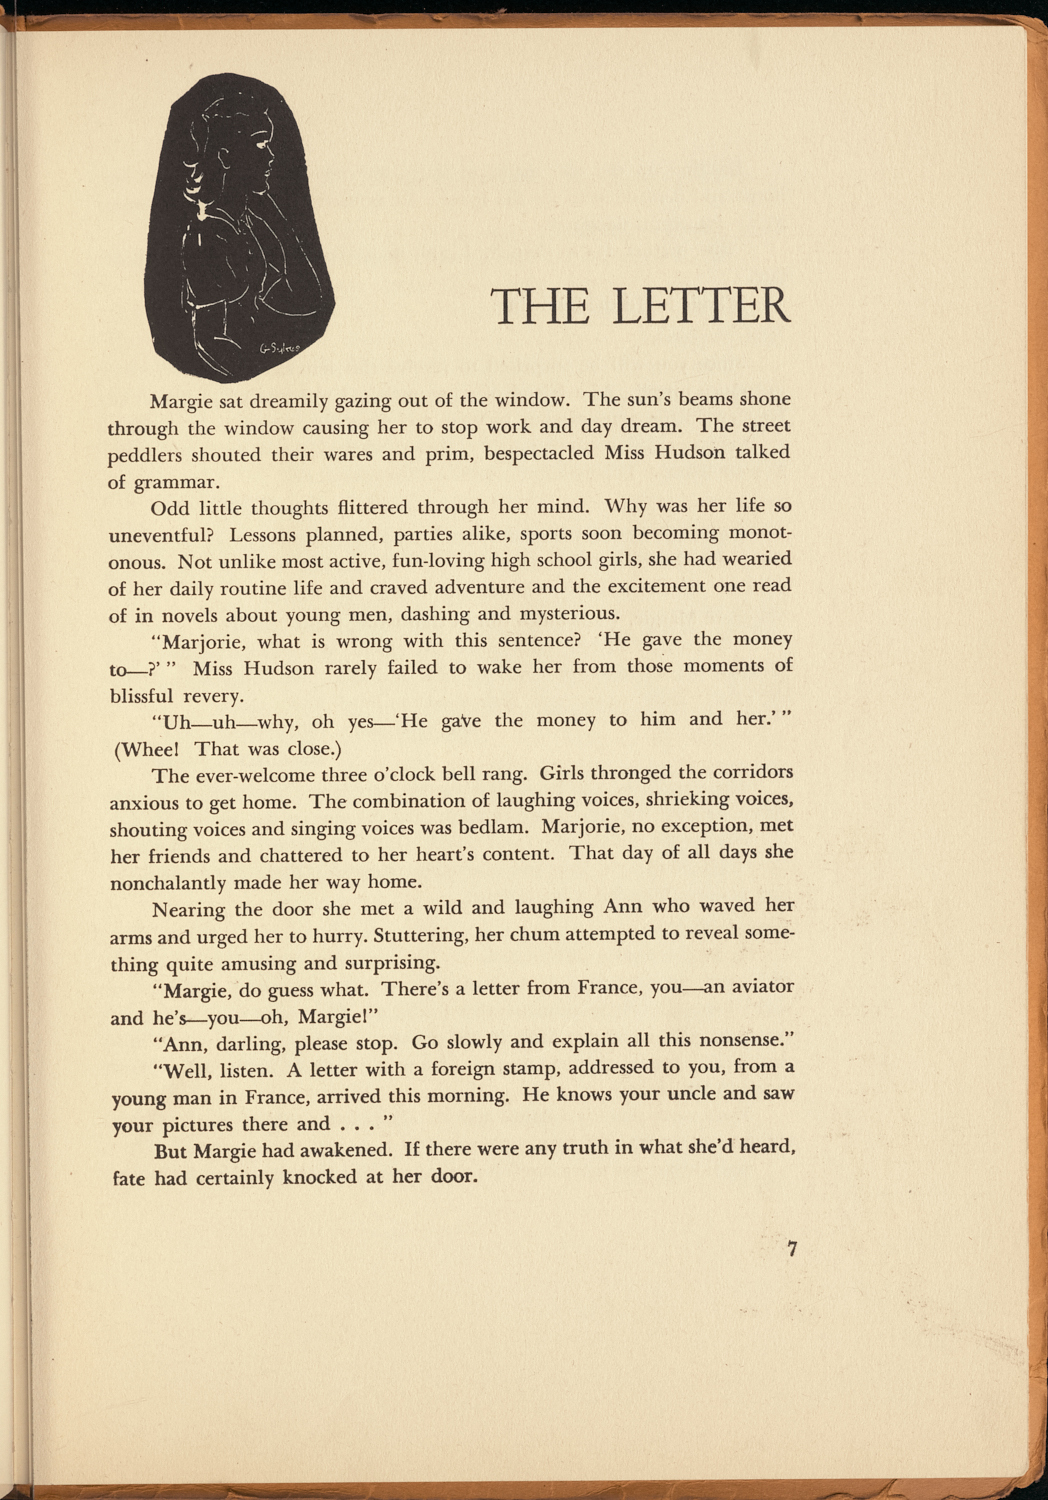 G. Sykes
THE LETTER
Margie sat dreamily gazing out of the window. The sun's beams shone
through the window causing her to stop work and day dream. The street
peddlers shouted their wares and prim, bespectacled Miss Hudson talked
of grammar.
Odd little thoughts flittered through her mind. Why was her life so
uneventful? Lessons planned, parties alike, sports soon becoming monot-
onous. Not unlike most active, fun-loving high school girls, she had wearied
of her daily routine life and craved adventure and the excitement one read
of in novels about young men, dashing and mysterious.
“Marjorie, what is wrong with this sentence? ‘He gave the money
to—?’ ” Miss Hudson rarely failed to wake her from those moments of
blissful revery.
“Uh—uh—why, oh yes—‘He gave the money to him and her.’ ”
(Whee! That was close.)
The ever-welcome three o'clock bell rang. Girls thronged the corridors
anxious to get home. The combination of laughing voices, shrieking voices,
shouting voices and singing voices was bedlam. Marjorie, no exception, met
her friends and chattered to her heart's content. That day of all days she
nonchalantly made her way home.
Nearing the door she met a wild and laughing Ann who waved her
arms and urged her to hurry. Stuttering, her chum attempted to reveal some-
thing quite amusing and surprising.
“Margie, do guess what. There's a letter from France, you—an aviator
and he's—you—oh, Margie!”
“Ann, darling, please stop. Go slowly and explain all this nonsense.”
“Well, listen. A letter with a foreign stamp, addressed to you, from a
young man in France, arrived this morning. He knows your uncle and saw
your pictures there and . . . ”
But Margie had awakened. If there were any truth in what she'd heard,
fate had certainly knocked at her door.
7